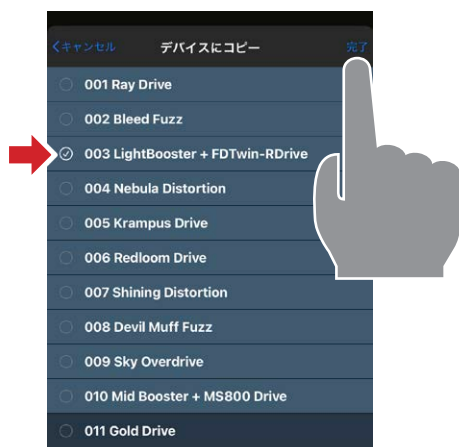 キャンセル デバイスにコピー 完了
001 Ray Drive
002 Bleed Fuzz
003 LightBooster + FDTwin-RDrive
004 Nebula Distortion
005 Krampus Drive
006 Redloom Drive
007 Shining Distortion
008 Devil Muff Fuzz
009 Sky Overdrive
010 Mid Booster + MS800 Drive
011 Gold Drive